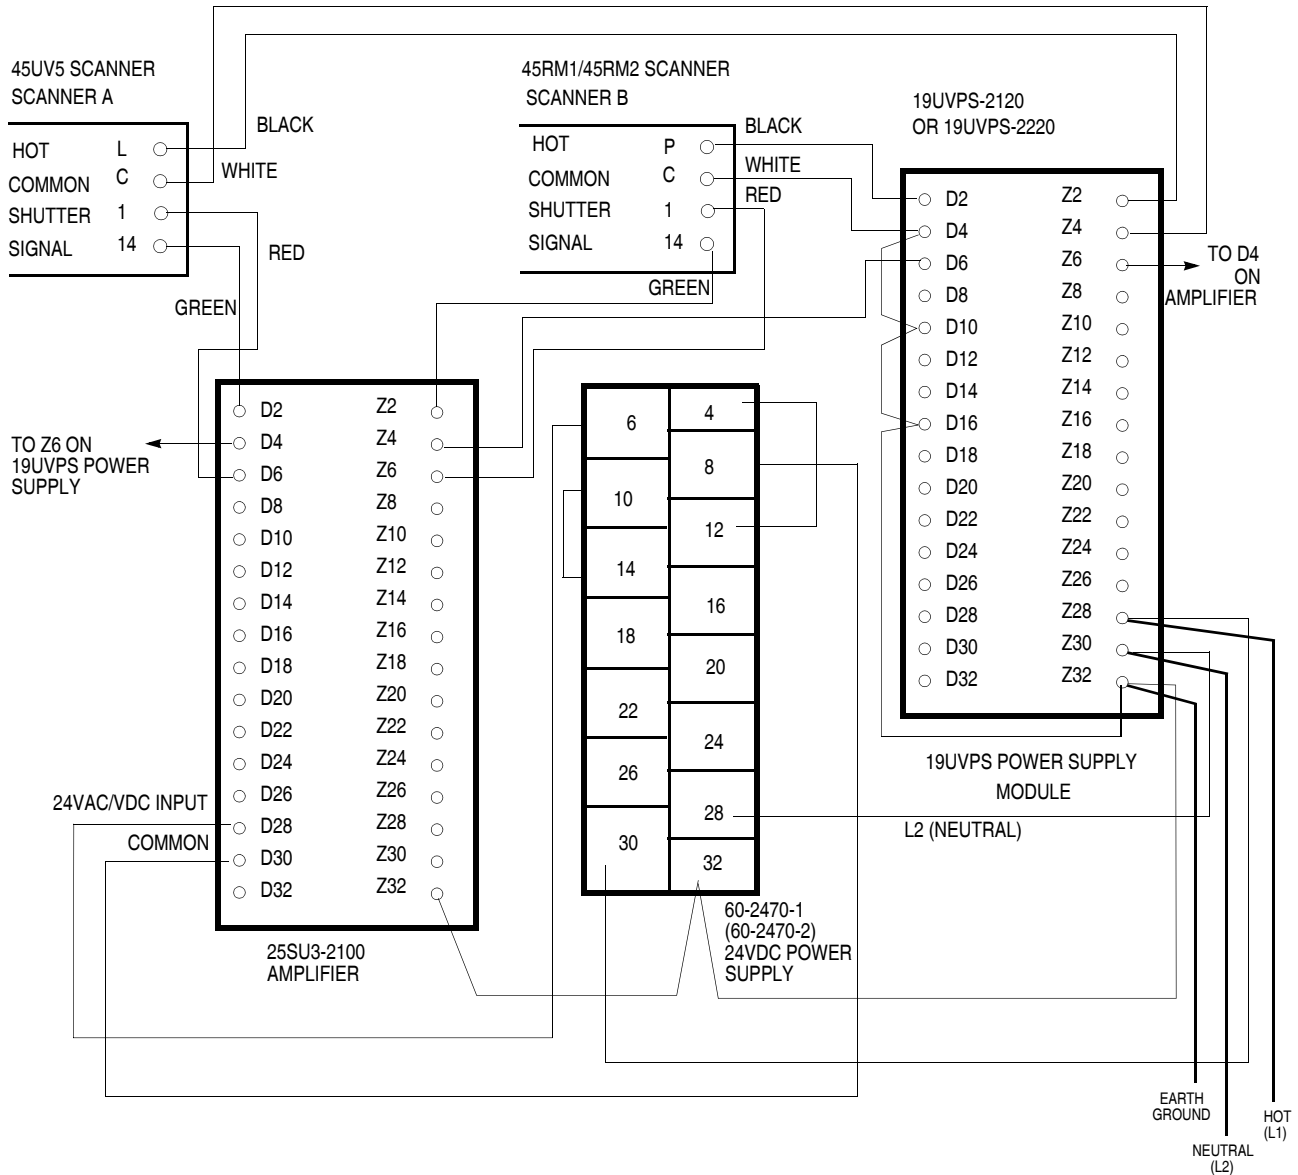 45UV5 SCANNER
SCANNER A
BLACK
HOT L
COMMON C
WHITE
SHUTTER 1
SIGNAL 14
RED
GREEN
45RM1/45RM2 SCANNER
SCANNER B
BLACK
HOT P
WHITE
COMMON C
RED
SHUTTER 1
SIGNAL 14
GREEN
19UVPS-2120
OR 19UVPS-2220
D2 Z2
D4 Z4
D6 Z6
D8 Z8
D10 Z10
D12 Z12
D14 Z14
D16 Z16
D18 Z18
D20 Z20
D22 Z22
D24 Z24
D26 Z26
D28 Z28
D30 Z30
D32 Z32
TO D4
ON
AMPLIFIER
19UVPS POWER SUPPLY
MODULE
TO Z6 ON
19UVPS POWER
SUPPLY
D2 Z2
D4 Z4
D6 Z6
D8 Z8
D10 Z10
D12 Z12
D14 Z14
D16 Z16
D18 Z18
D20 Z20
D22 Z22
D24 Z24
D26 Z26
D28 Z28
D30 Z30
D32 Z32
24VAC/VDC INPUT
COMMON
25SU3-2100
AMPLIFIER
6 4
8
10
12
14
16
18
20
22
24
26
28
30
32
L2 (NEUTRAL)
60-2470-1
(60-2470-2)
24VDC POWER
SUPPLY
EARTH
GROUND
HOT
(L1)
NEUTRAL
(L2)